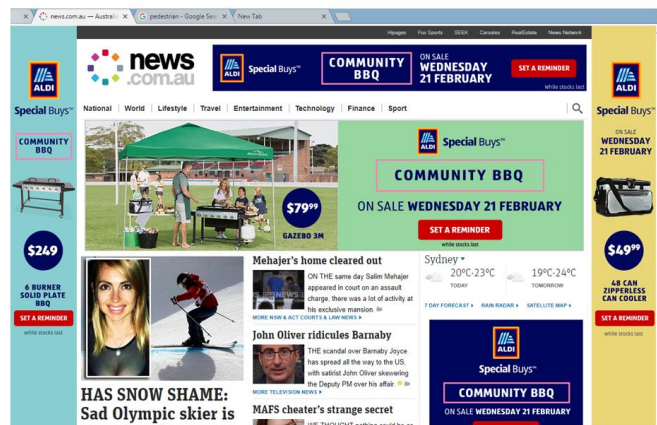 news.com.au — Australi
pedestrian - Google Sea
New Tab
Hipages
Fox Sports
SEEK
Carsales
RealEstate
News Network
news
.com.au
ALDI
Special Buys™
COMMUNITY
BBQ
ON SALE
WEDNESDAY
21 FEBRUARY
SET A REMINDER
While stocks last
National | World | Lifestyle | Travel | Entertainment | Technology | Finance | Sport
ALDI
Special Buys™
COMMUNITY
BBQ
$249
6 BURNER
SOLID PLATE
BBQ
SET A REMINDER
while stocks last
$79⁹⁹
GAZEBO 3M
ALDI
Special Buys™
COMMUNITY BBQ
ON SALE WEDNESDAY 21 FEBRUARY
SET A REMINDER
while stocks last
ALDI
Special Buys™
ON SALE
WEDNESDAY
21 FEBRUARY
$49⁹⁹
48 CAN
ZIPPERLESS
CAN COOLER
SET A REMINDER
while stocks last
HAS SNOW SHAME:
Sad Olympic skier is
Mehajer's home cleared out
ON THE same day Salim Mehajer
appeared in court on an assault
charge, there was a lot of activity at
his exclusive mansion.
MORE NSW & ACT COURTS & LAW NEWS
John Oliver ridicules Barnaby
THE scandal over Barnaby Joyce
has spread all the way to the US,
with satirist John Oliver skewering
the Deputy PM over his affair.
MORE TELEVISION NEWS
MAFS cheater's strange secret
Sydney
20°C-23°C
TODAY
19°C-24°C
TOMORROW
7 DAY FORECAST
RAIN RADAR
SATELLITE MAP
ALDI
Special Buys™
COMMUNITY BBQ
ON SALE WEDNESDAY 21 FEBRUARY